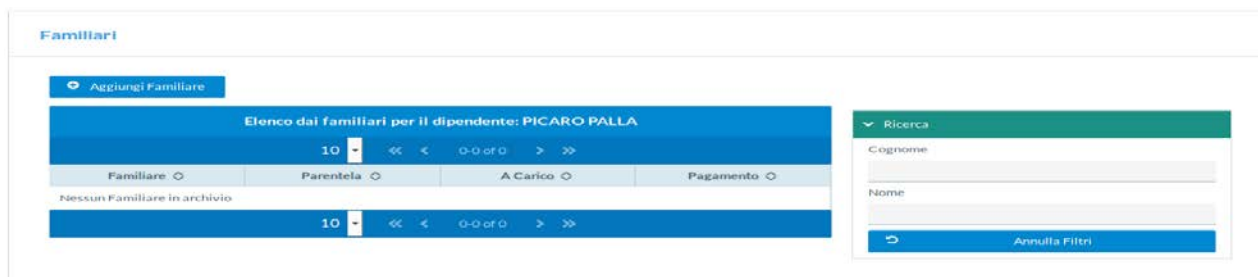 Familiari
Aggiungi Familiare
Elenco dai familiari per il dipendente: PICARO PALLA
10 0-0 of 0
Familiare Parentela A Carico Pagamento
Nessun Familiare in archivio
10 0-0 of 0
Ricerca
Cognome
Nome
Annulla Filtri